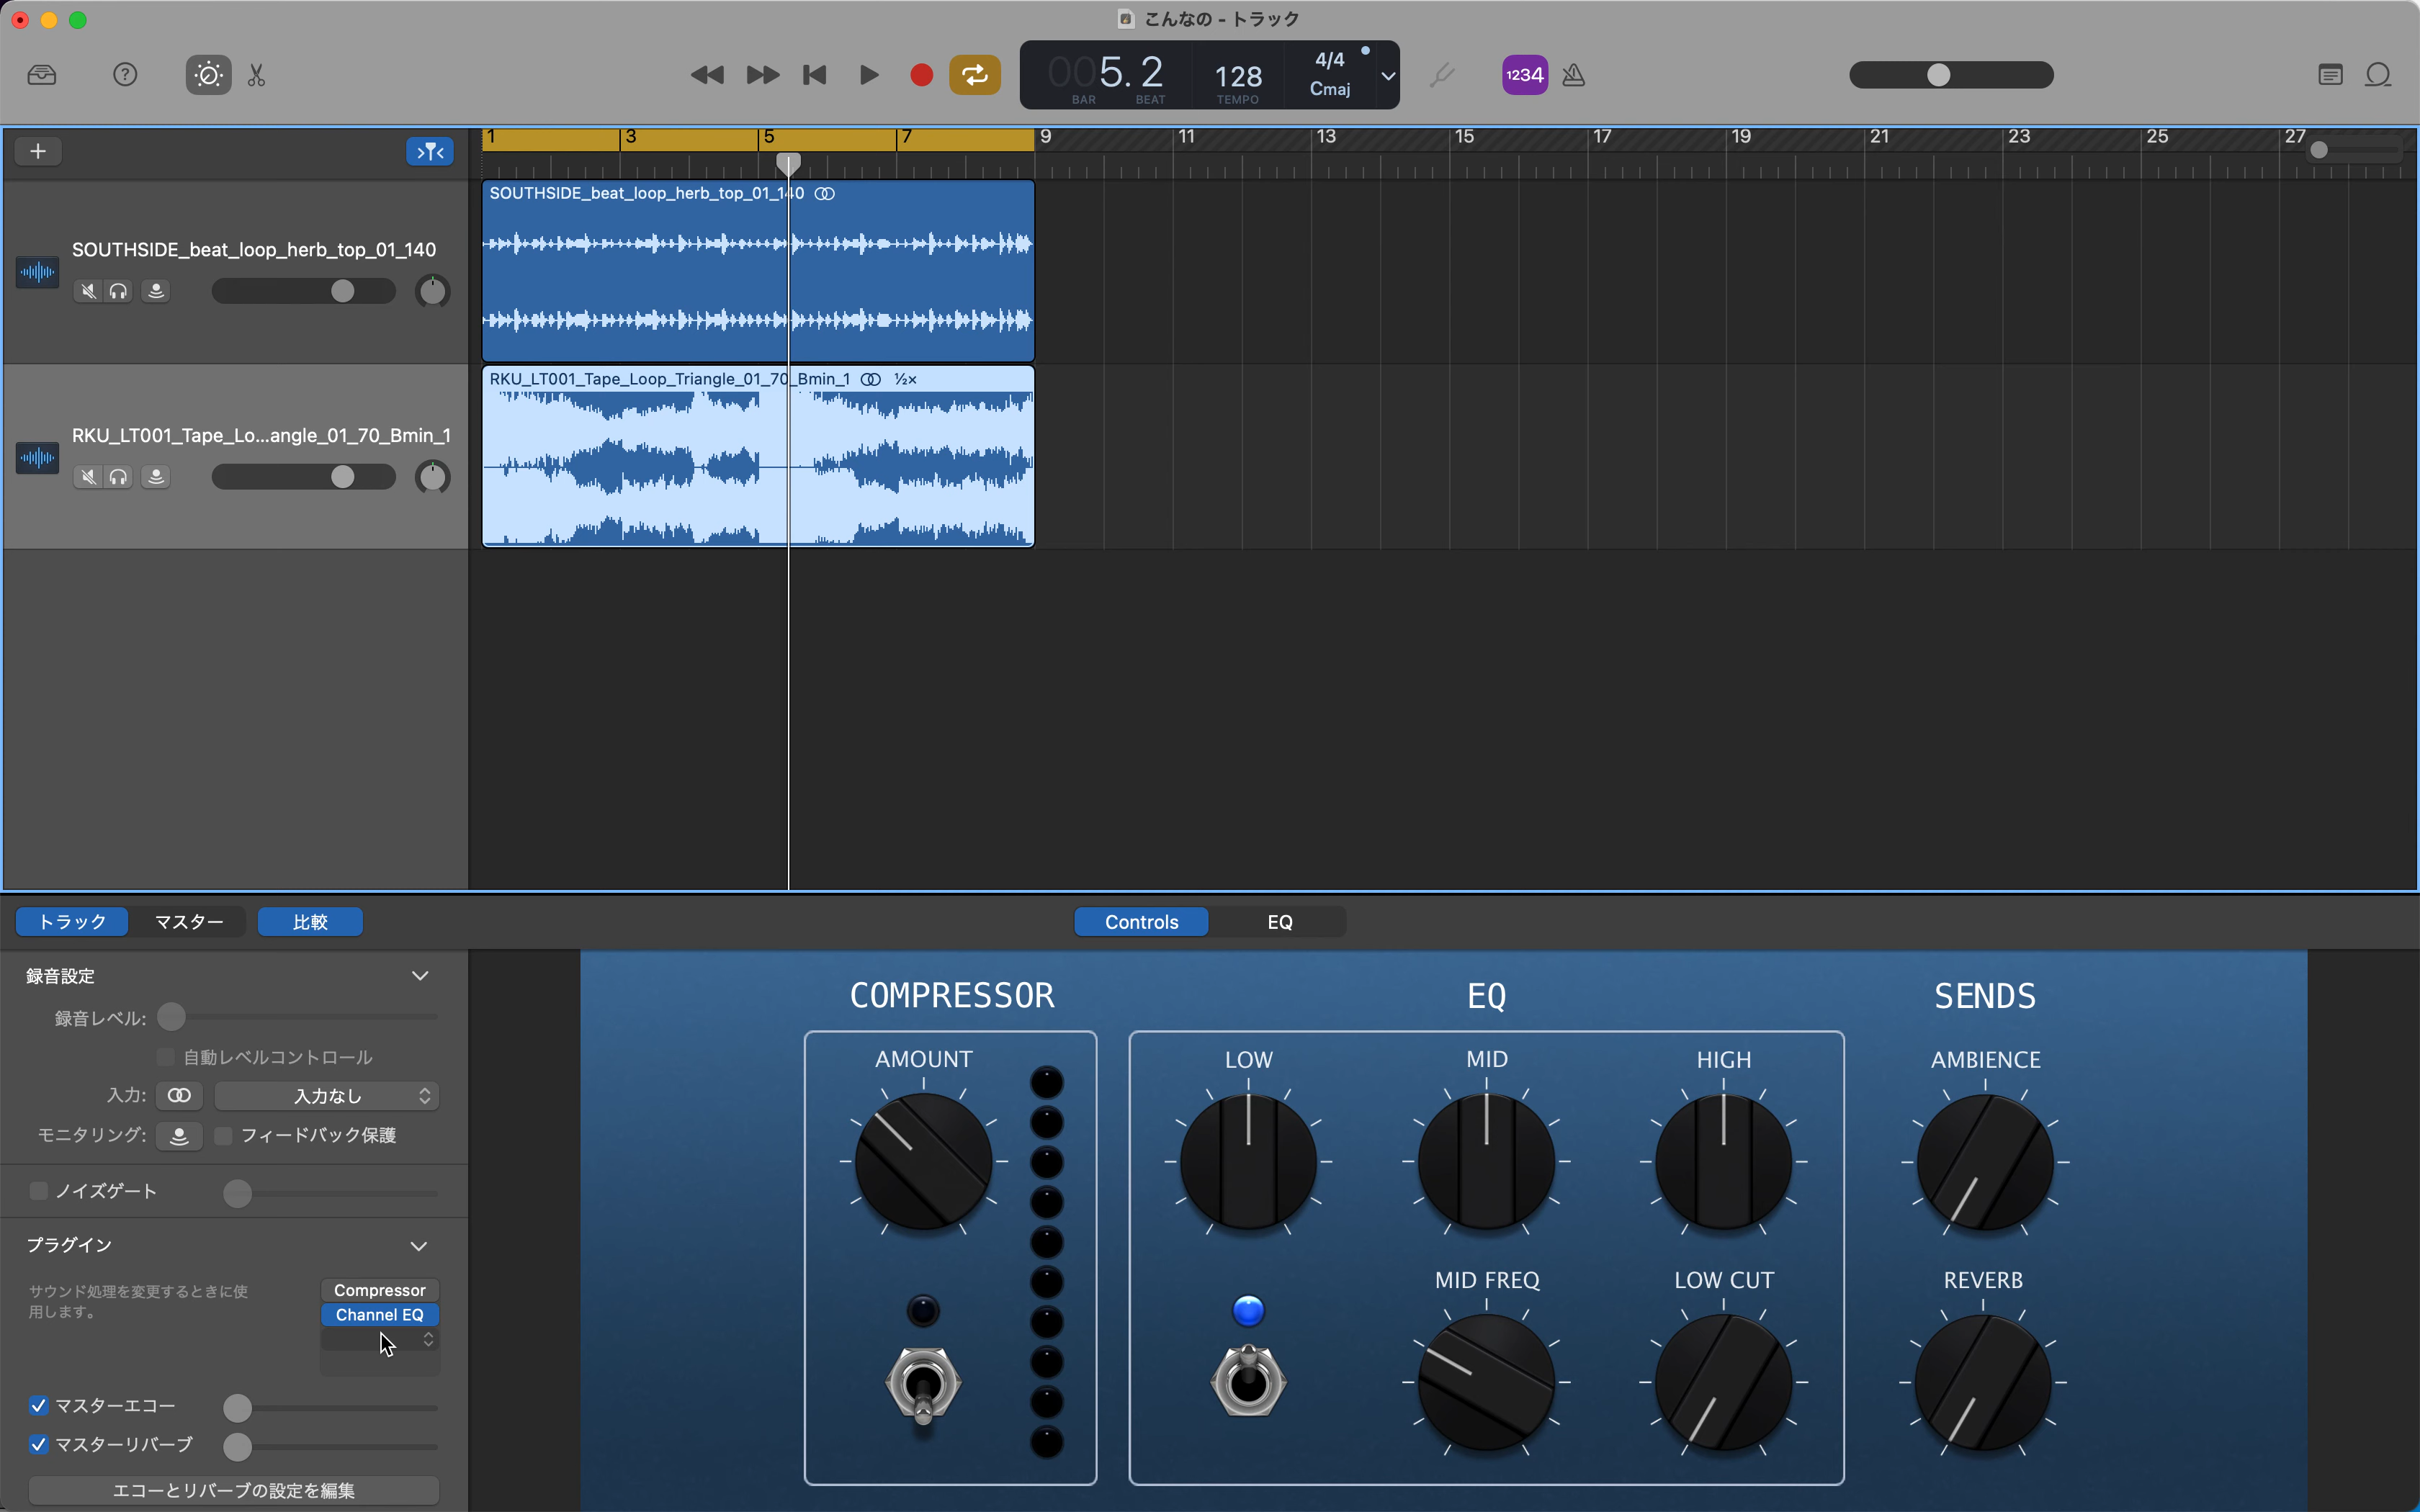 こんなの - トラック
005. 2
BAR BEAT
128
TEMPO
4/4
Cmaj
1234
1 3 5 7 9 11 13 15 17 19 21 23 25 27
SOUTHSIDE_beat_loop_herb_top_01_140
SOUTHSIDE_beat_loop_herb_top_01_140
RKU_LT001_Tape_Loop_Triangle_01_70_Bmin_1 ½×
RKU_LT001_Tape_Lo...angle_01_70_Bmin_1
トラック マスター 比較 Controls EQ
録音設定
録音レベル:
自動レベルコントロール
入力: 入力なし
モニタリング: フィードバック保護
ノイズゲート
プラグイン
サウンド処理を変更するときに使
用します。
Compressor
Channel EQ
マスターエコー
マスターリバーブ
エコーとリバーブの設定を編集
COMPRESSOR
AMOUNT
EQ
LOW MID HIGH
MID FREQ LOW CUT
SENDS
AMBIENCE
REVERB